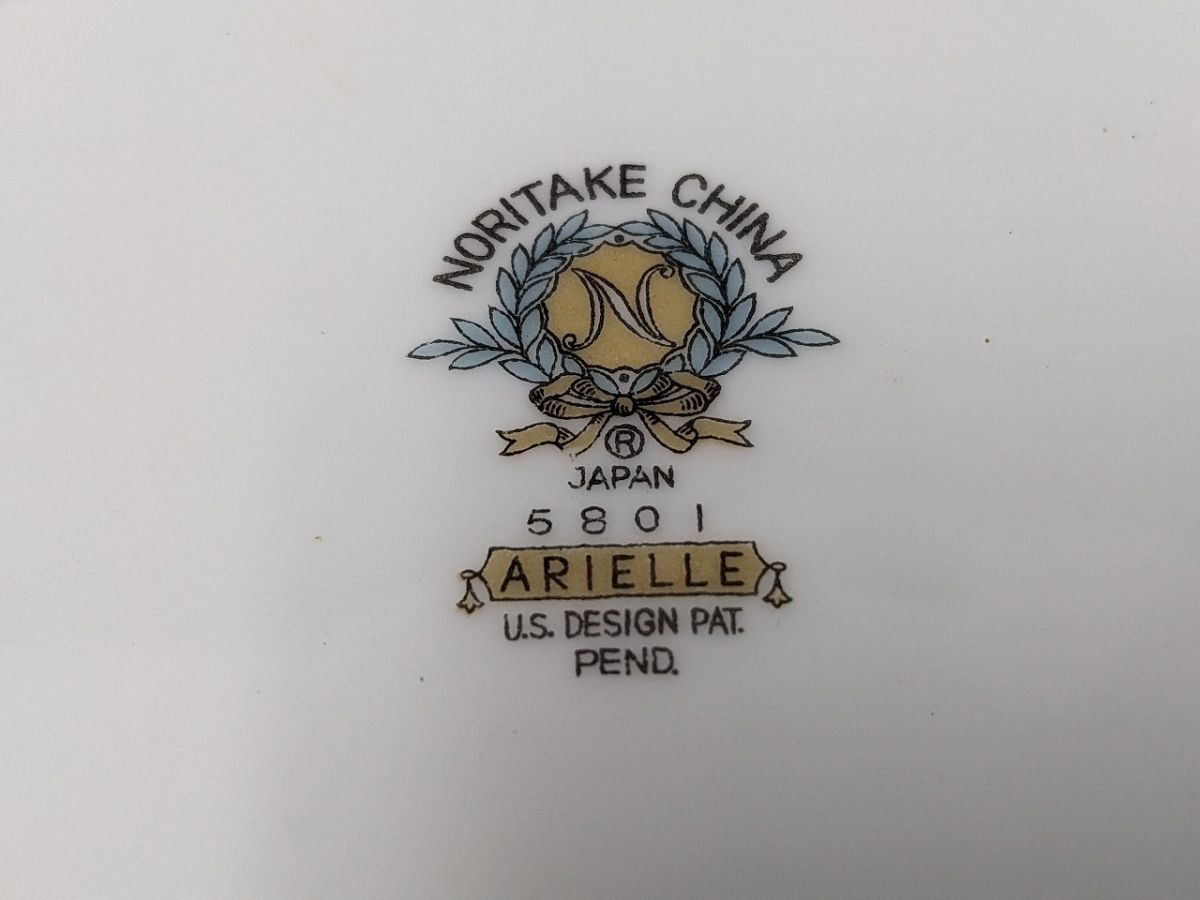 NORITAKE CHINA
N
®
JAPAN
5801
ARIELLE
U.S. DESIGN PAT.
PEND.